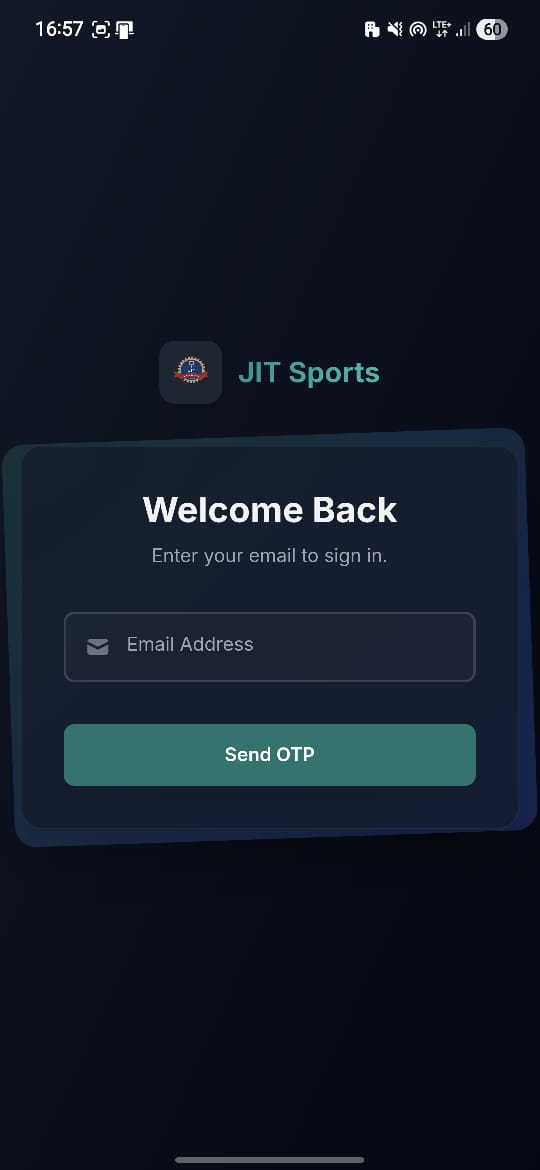 16:57
LTE+
60
JIT Sports
Welcome Back
Enter your email to sign in.
Email Address
Send OTP